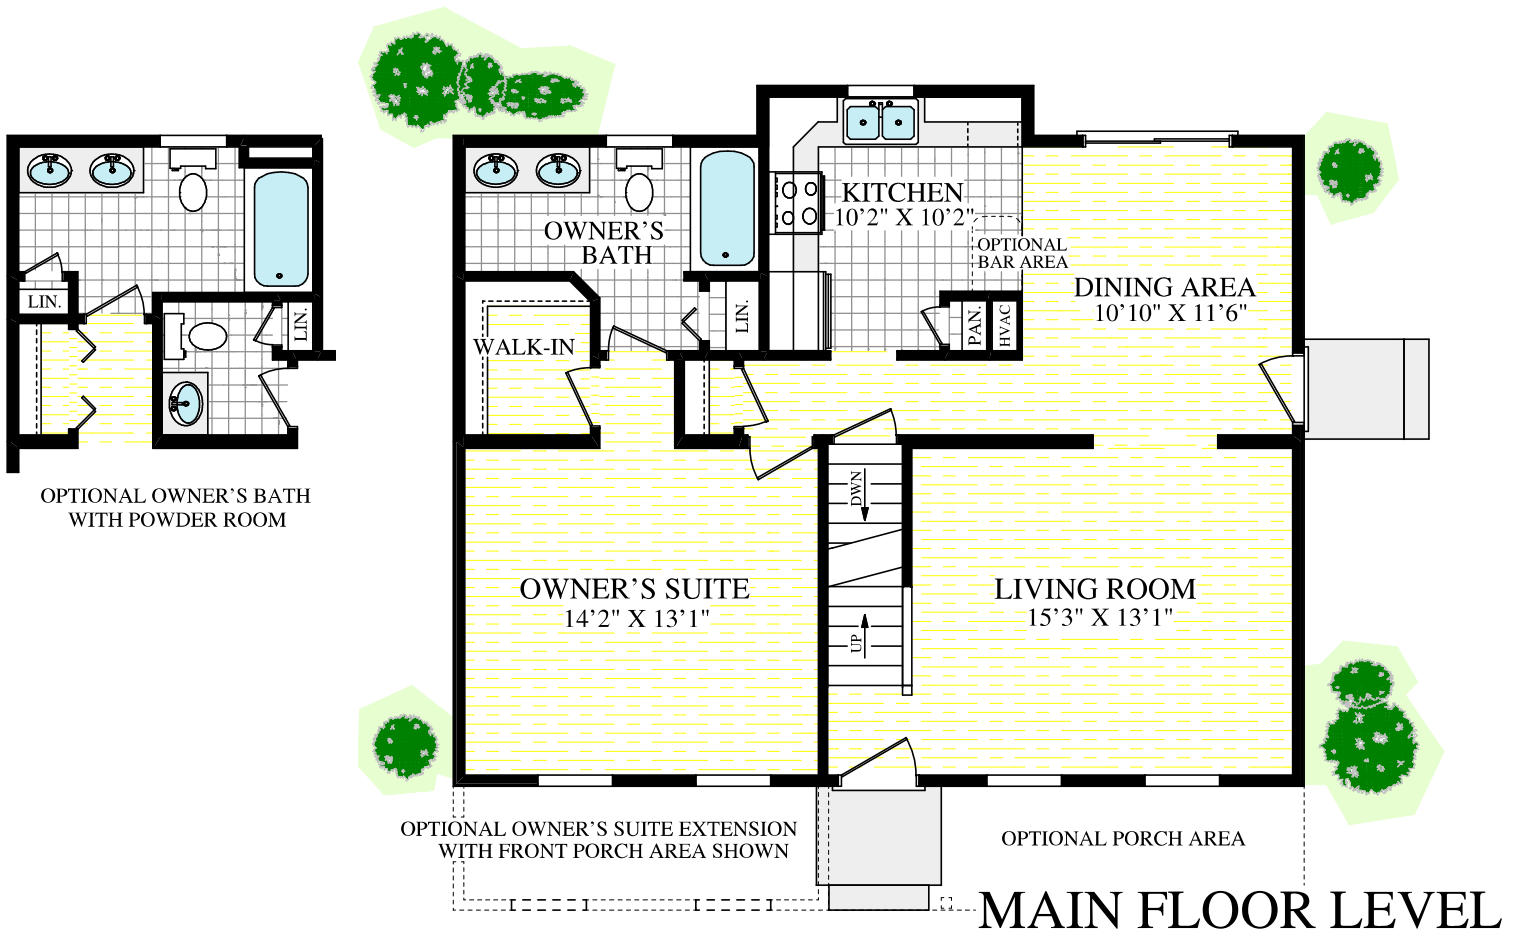 KITCHEN
10'2" X 10'2"
OWNER'S
BATH
OPTIONAL
BAR AREA
DINING AREA
10'10" X 11'6"
LIN.
LIN.
LIN.
PAN.
HVAC
WALK-IN
OPTIONAL OWNER'S BATH
WITH POWDER ROOM
DWN
OWNER'S SUITE
14'2" X 13'1"
LIVING ROOM
15'3" X 13'1"
UP
OPTIONAL OWNER'S SUITE EXTENSION
WITH FRONT PORCH AREA SHOWN
OPTIONAL PORCH AREA
MAIN FLOOR LEVEL